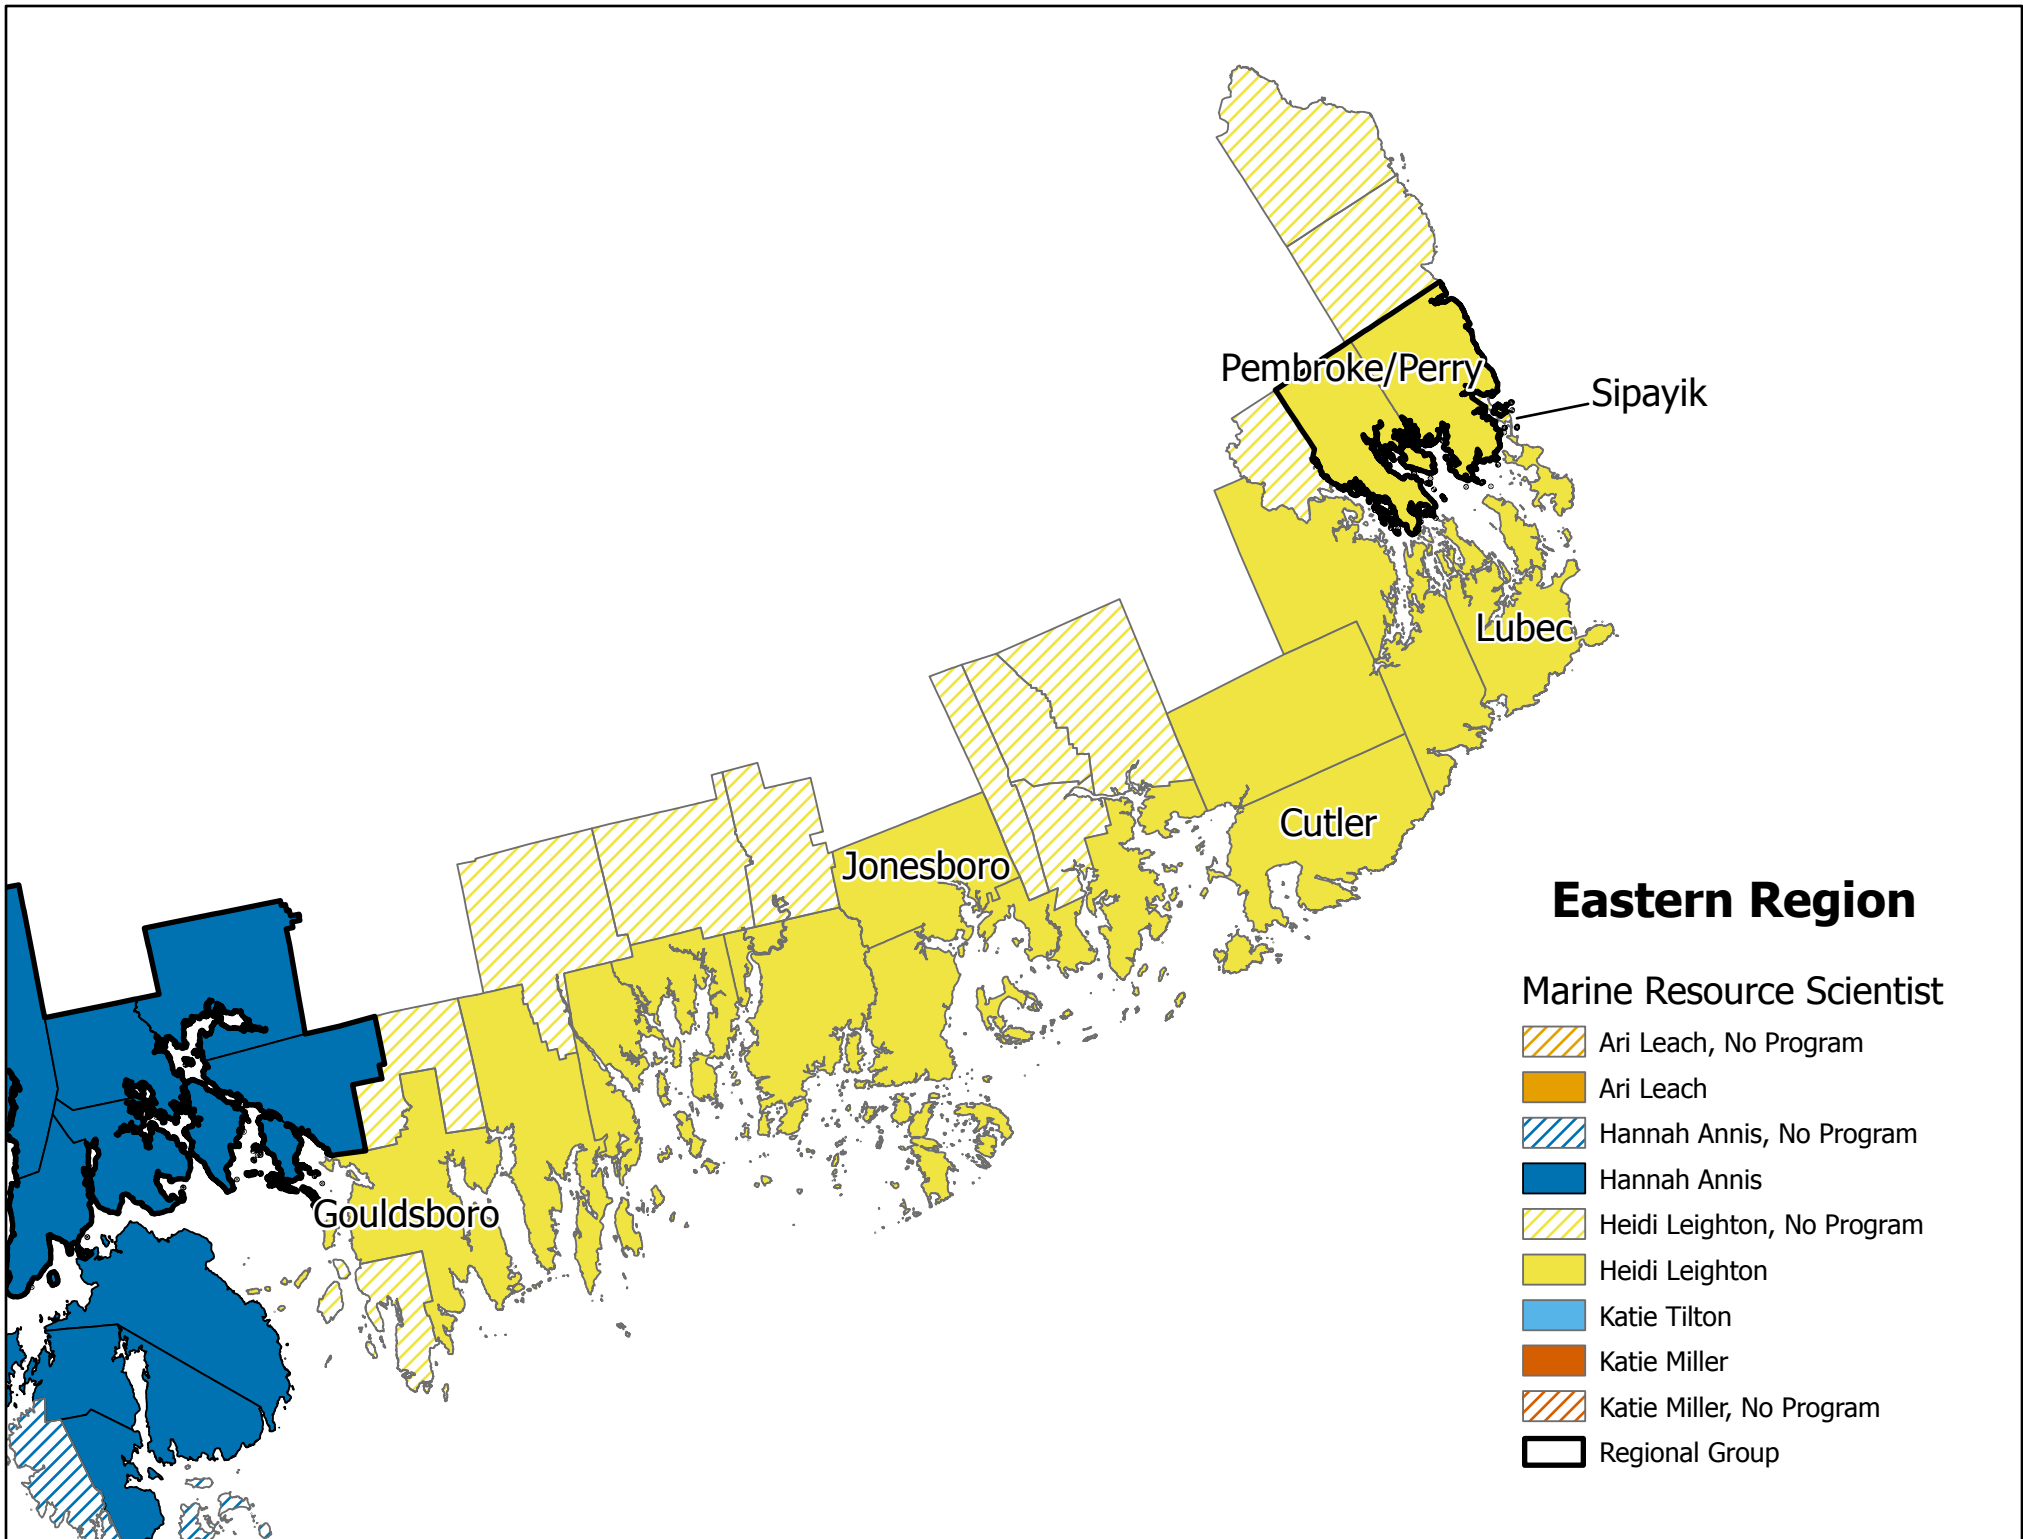 Pembroke/Perry
Sipayik
Lubec
Cutler
Jonesboro
Gouldsboro
Eastern Region
Marine Resource Scientist
Ari Leach, No Program
Ari Leach
Hannah Annis, No Program
Hannah Annis
Heidi Leighton, No Program
Heidi Leighton
Katie Tilton
Katie Miller
Katie Miller, No Program
Regional Group